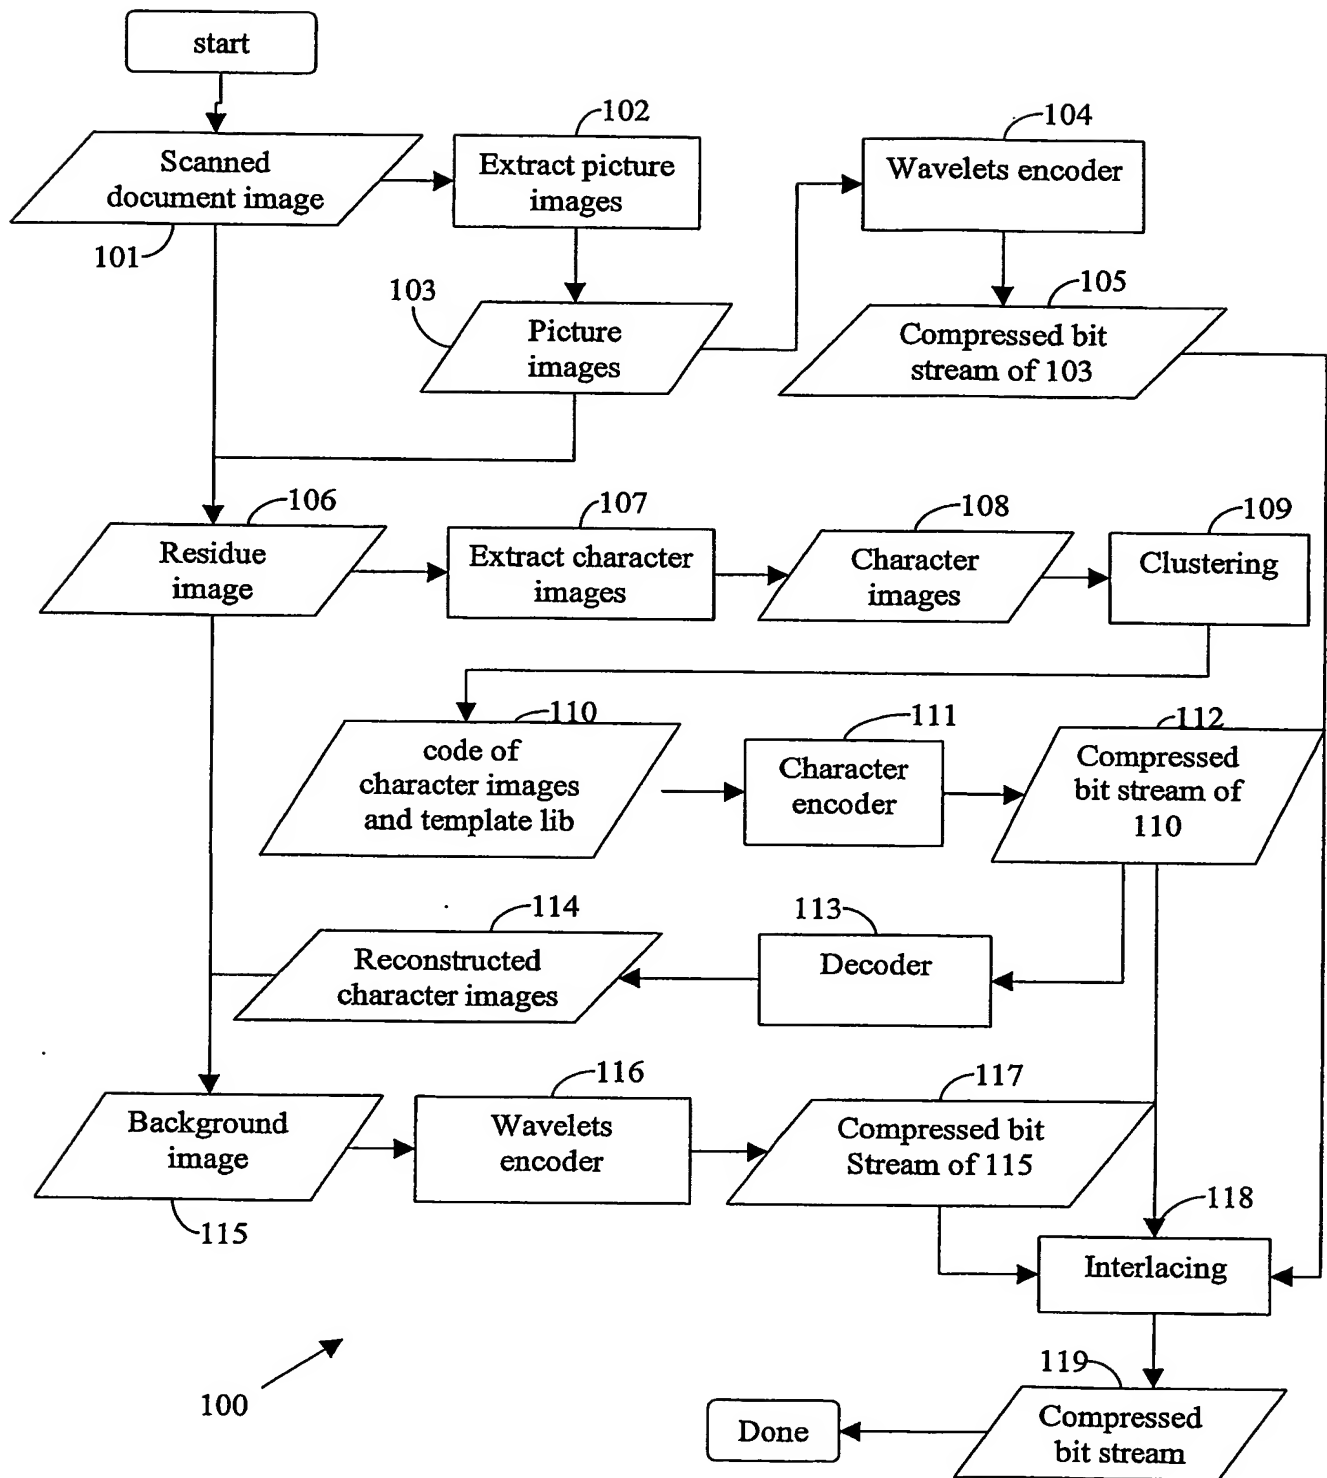 start
102
104
Scanned
document image
Extract picture
images
Wavelets encoder
101
103
105
Picture
images
Compressed bit
stream of 103
106
107
108
109
Residue
image
Extract character
images
Character
images
Clustering
110
111
112
code of
character images
and template lib
Character
encoder
Compressed
bit stream of
110
114
113
Reconstructed
character images
Decoder
116
117
Background
image
Wavelets
encoder
Compressed bit
Stream of 115
115
118
Interlacing
100
119
Done
Compressed
bit stream